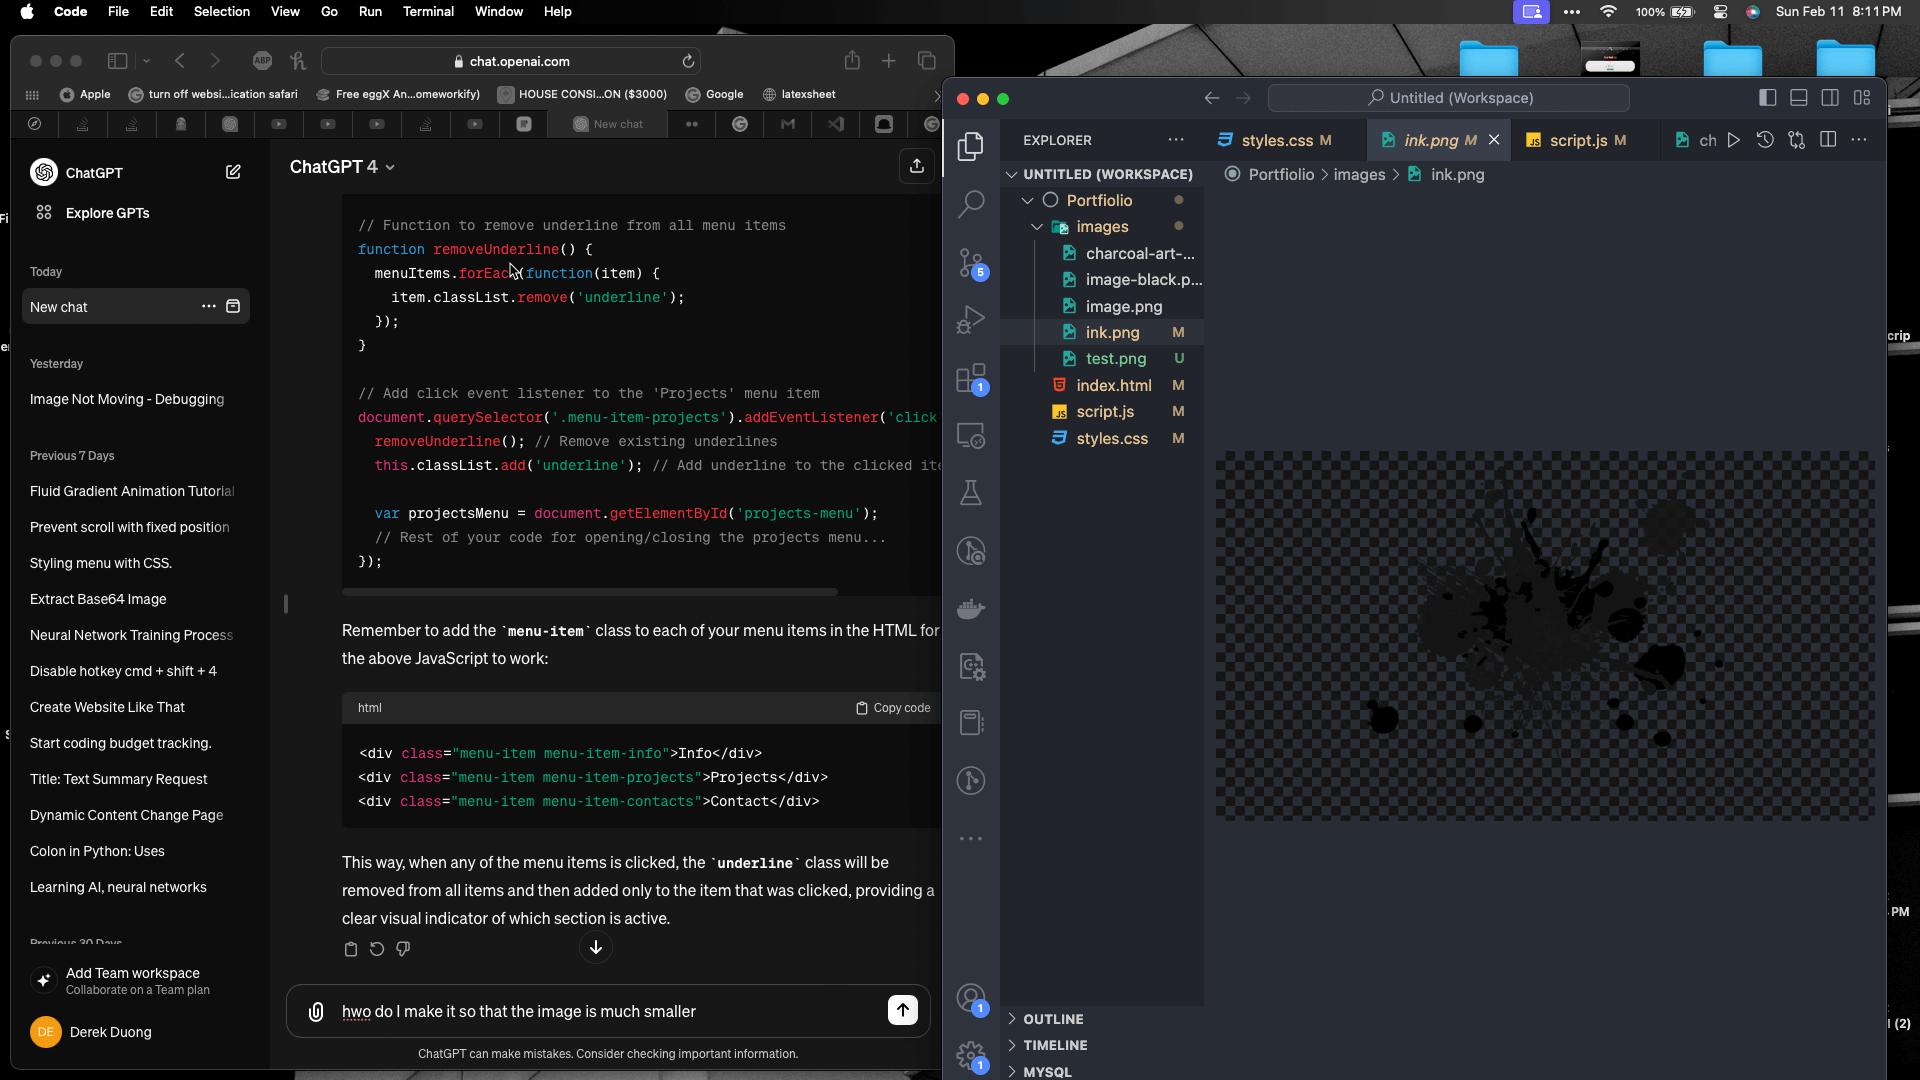 Code File Edit Selection View Go Run Terminal Window Help
100% Sun Feb 11 8:11 PM
chat.openai.com
ABP
Apple turn off websi...ication safari Free eggX An...omeworkify) HOUSE CONSI...ON ($3000) Google latexsheet
New chat
ChatGPT
Explore GPTs
Today
New chat
Yesterday
Image Not Moving - Debugging
Previous 7 Days
Fluid Gradient Animation Tutorial
Prevent scroll with fixed position
Styling menu with CSS.
Extract Base64 Image
Neural Network Training Process
Disable hotkey cmd + shift + 4
Create Website Like That
Start coding budget tracking.
Title: Text Summary Request
Dynamic Content Change Page
Colon in Python: Uses
Learning AI, neural networks
Previous 30 Days
Add Team workspace
Collaborate on a Team plan
DE Derek Duong
ChatGPT 4
// Function to remove underline from all menu items
function removeUnderline() {
menuItems.forEach(function(item) {
item.classList.remove('underline');
});
}
// Add click event listener to the 'Projects' menu item
document.querySelector('.menu-item-projects').addEventListener('click
removeUnderline(); // Remove existing underlines
this.classList.add('underline'); // Add underline to the clicked ite
var projectsMenu = document.getElementById('projects-menu');
// Rest of your code for opening/closing the projects menu...
});
Remember to add the `menu-item` class to each of your menu items in the HTML for
the above JavaScript to work:
html Copy code
<div class="menu-item menu-item-info">Info</div>
<div class="menu-item menu-item-projects">Projects</div>
<div class="menu-item menu-item-contacts">Contact</div>
This way, when any of the menu items is clicked, the `underline` class will be
removed from all items and then added only to the item that was clicked, providing a
clear visual indicator of which section is active.
hwo do I make it so that the image is much smaller
ChatGPT can make mistakes. Consider checking important information.
Untitled (Workspace)
EXPLORER
styles.css M ink.png M script.js M ch
UNTITLED (WORKSPACE)
Portfiolio > images > ink.png
Portfiolio
images
charcoal-art-...
image-black.p...
image.png
ink.png M
test.png U
index.html M
script.js M
styles.css M
5
1
1
1
OUTLINE
TIMELINE
MYSQL
crip
PM
(2)